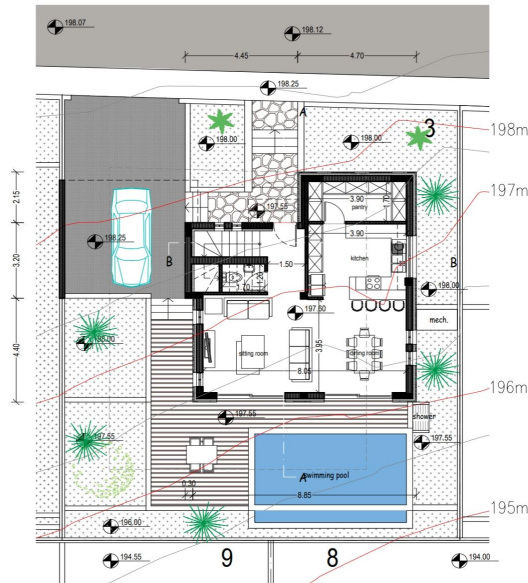 198.07
198.12
4.45
4.70
198.25
A
3
198.00
198.00
198m
3.90
pantry
1.70
197m
2.15
197.55
3.90
kitchen
198.25
B
B
3.20
1.50
1.20
1.70
198.00
197.60
mech.
198.00
4.40
sitting room
3.95
dining room
8.05
196m
197.55
shower
197.55
197.55
A
swimming pool
0.30
8.85
195m
196.00
194.55
9
8
194.00